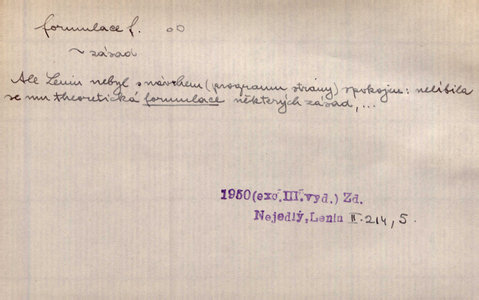 formulace f. oo
~ zásad
Ale Lenin nebyl s návrhem (programu strany) spokojen: nelíbila
se mu theoretická formulace některých zásad, ...
1950 (exc. III. vyd.) Zd.
Nejedlý, Lenin II. 214, 5.